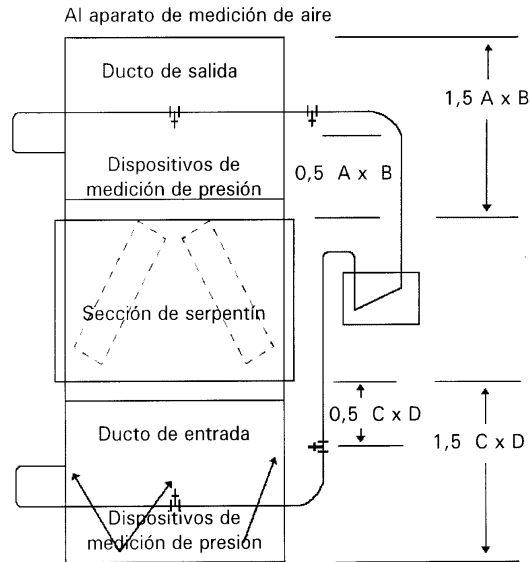 Al aparato de medición de aire
Ducto de salida
1,5 A x B
Dispositivos de
medición de presión
0,5 A x B
Sección de serpentín
0,5 C x D
Ducto de entrada
1,5 C x D
Dispositivos de
medición de presión